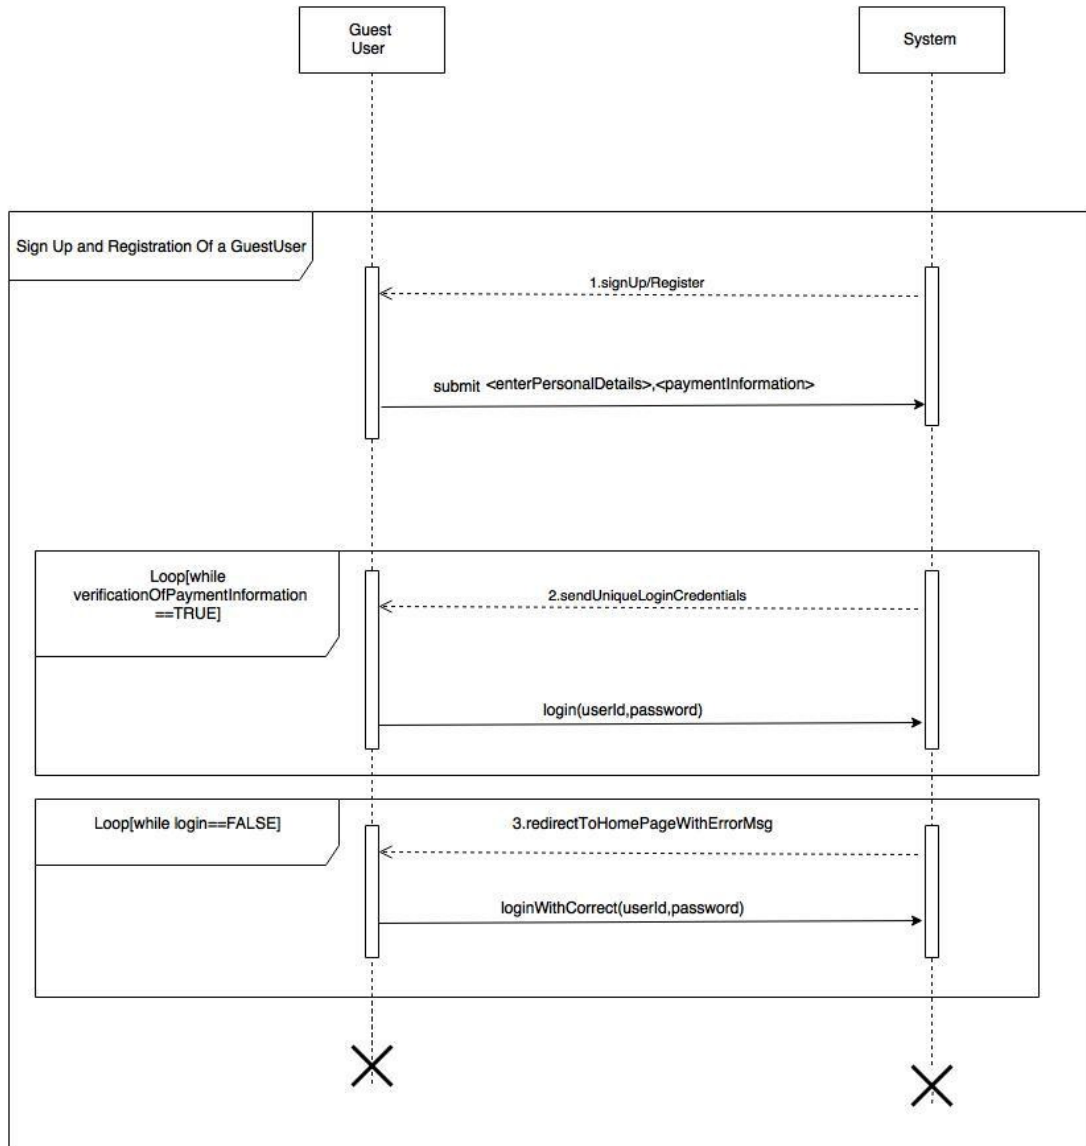 Guest
User
System
Sign Up and Registration Of a GuestUser
1.signUp/Register
submit <enterPersonalDetails>,<paymentInformation>
Loop[while
verificationOfPaymentInformation
==TRUE]
2.sendUniqueLoginCredentials
login(userId,password)
Loop[while login==FALSE]
3.redirectToHomePageWithErrorMsg
loginWithCorrect(userId,password)